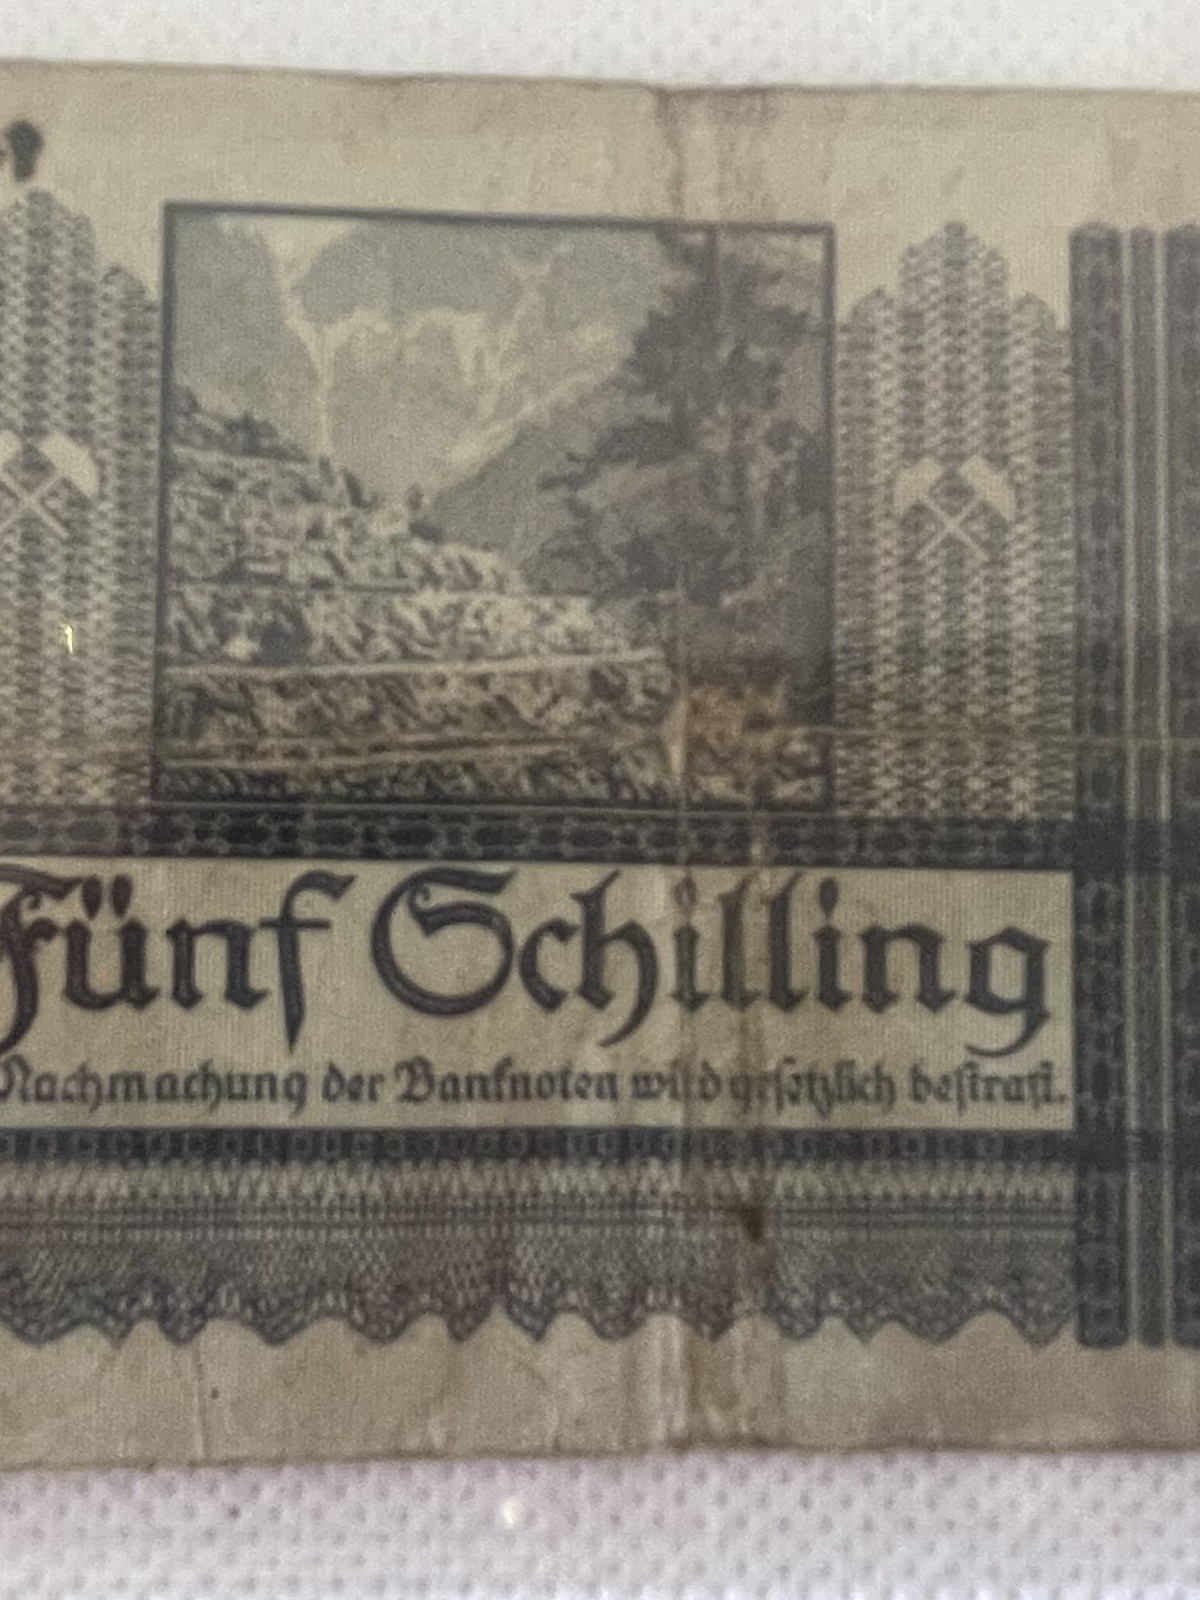 Fünf Schilling
Nachmachung der Banknoten wird gesetzlich bestraft.